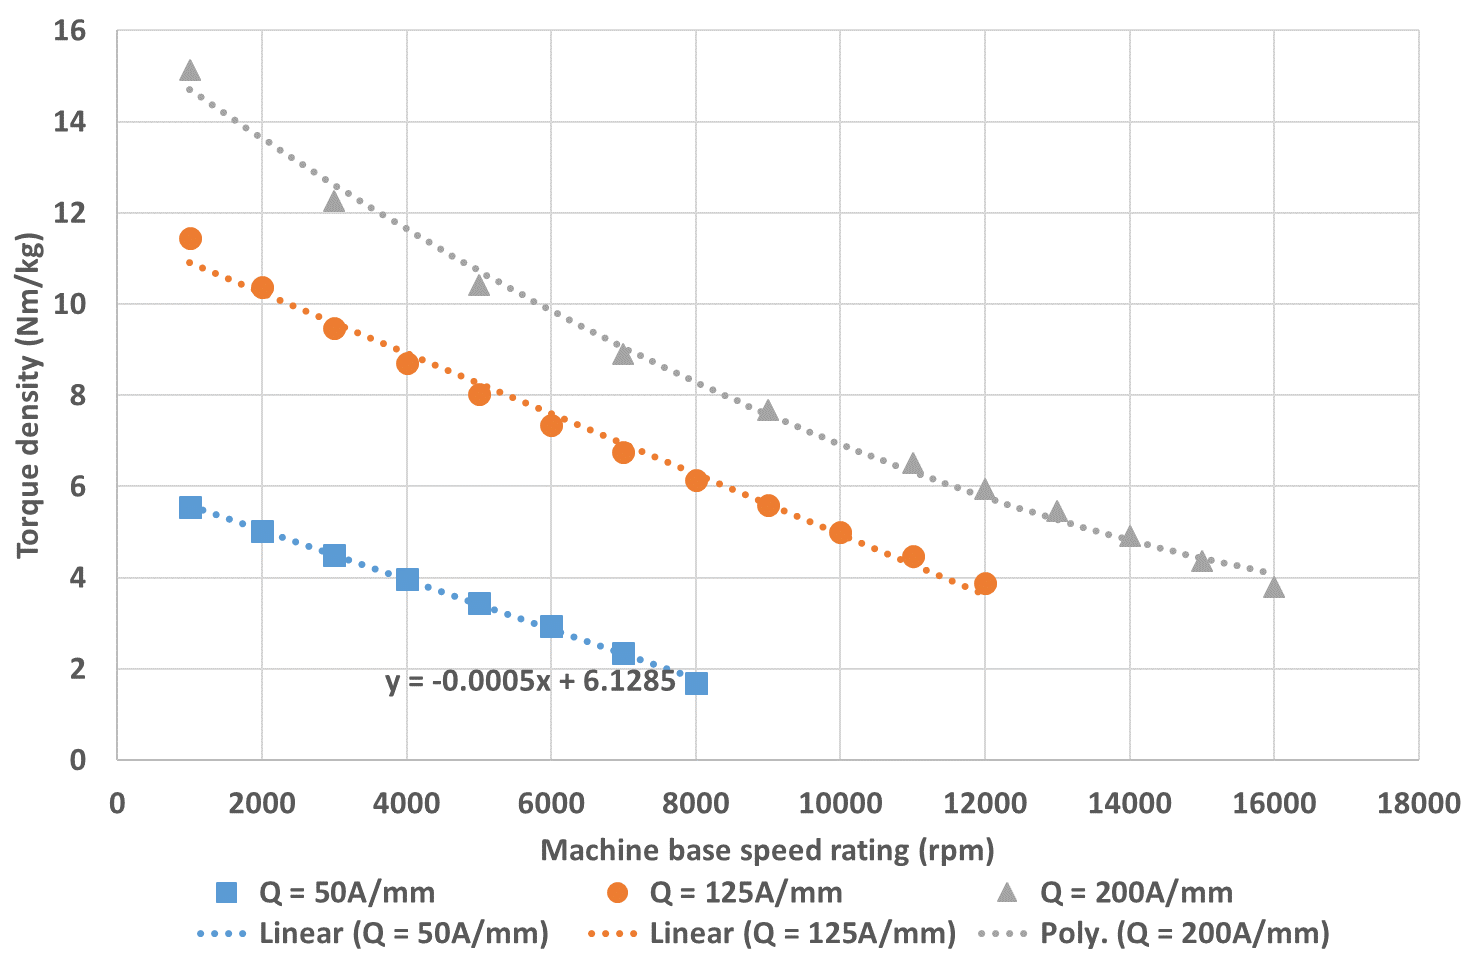 16
14
12
10
8
6
4
2
0
Torque density (Nm/kg)
y = -0.0005x + 6.1285
0 2000 4000 6000 8000 10000 12000 14000 16000 18000
Machine base speed rating (rpm)
Q = 50A/mm Q = 125A/mm Q = 200A/mm
Linear (Q = 50A/mm) Linear (Q = 125A/mm) Poly. (Q = 200A/mm)